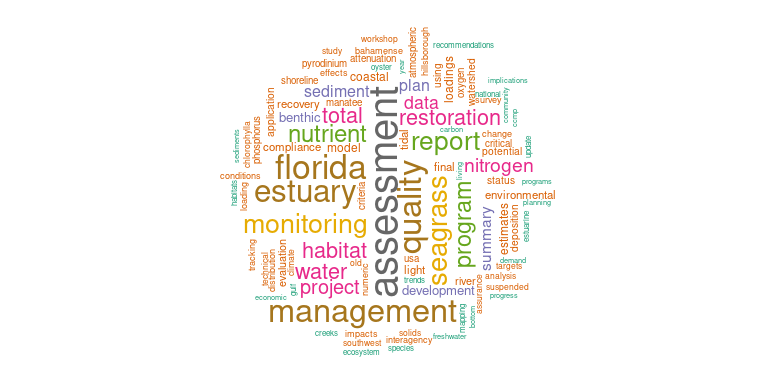 workshop
study
bahamense
atmospheric
hillsborough
recommendations
pyrodinium
attenuation
oyster
year
effects
coastal
shoreline
manatee
sediment
plan
using
loadings
oxygen
watershed
implications
national
survey
community
ccmp
recovery
benthic
total
data
restoration
application
phosphorus
chlorophylla
sediments
nutrient
carbon
tidal
report
change
critical
potential
update
compliance
model
assessment
florida
quality
final
living
nitrogen
conditions
habitats
loading
estuary
criteria
seagrass
program
status
programs
environmental
planning
monitoring
summary
estimates
deposition
estuarine
tracking
technical
distribution
evaluation
climate
habitat
old
usa
light
trends
demand
targets
analysis
gulf
water
numeric
river
assurance
suspended
economic
project
development
progress
management
mapping
bottom
creeks
impacts
solids
southwest
interagency
freshwater
ecosystem
species